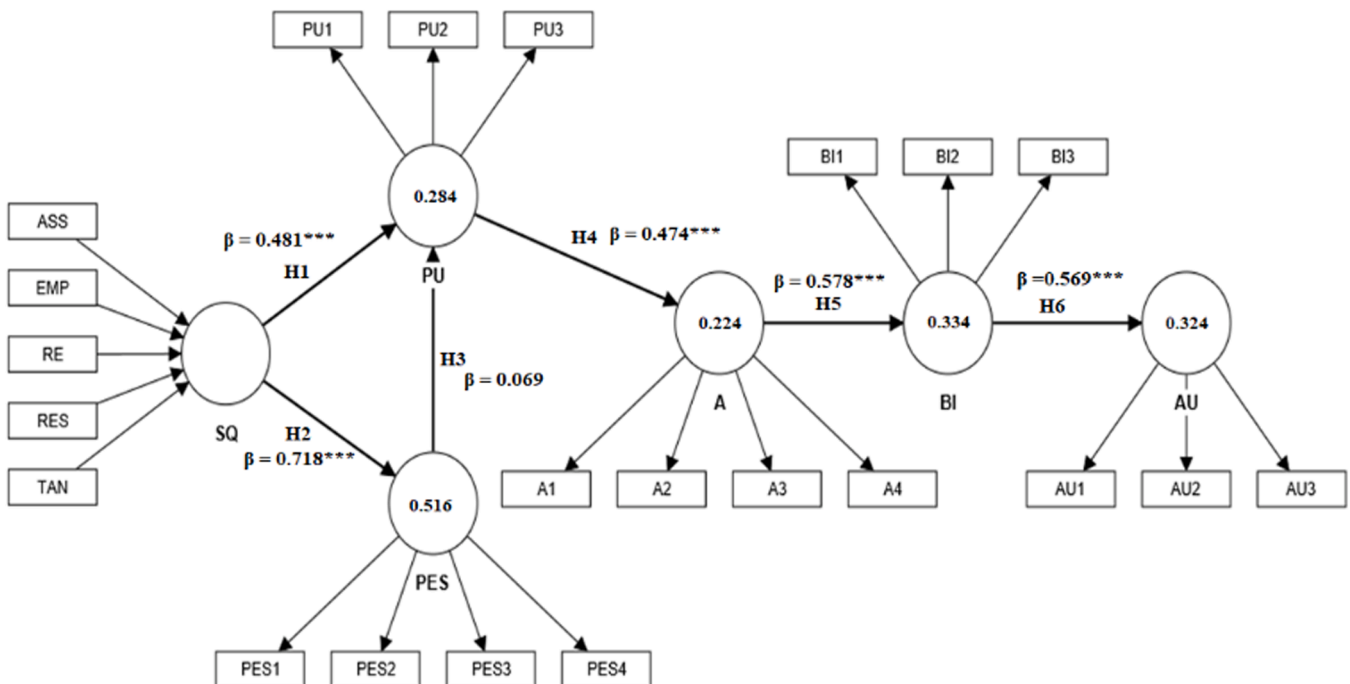 PU1
PU2
PU3
0.284
PU
ASS
EMP
RE
RES
TAN
SQ
β = 0.481***
H1
H2
β = 0.718***
H3
β = 0.069
0.516
PES
PES1
PES2
PES3
PES4
H4 β = 0.474***
0.224
A
A1
A2
A3
A4
β = 0.578***
H5
BI1
BI2
BI3
0.334
BI
β =0.569***
H6
0.324
AU
AU1
AU2
AU3